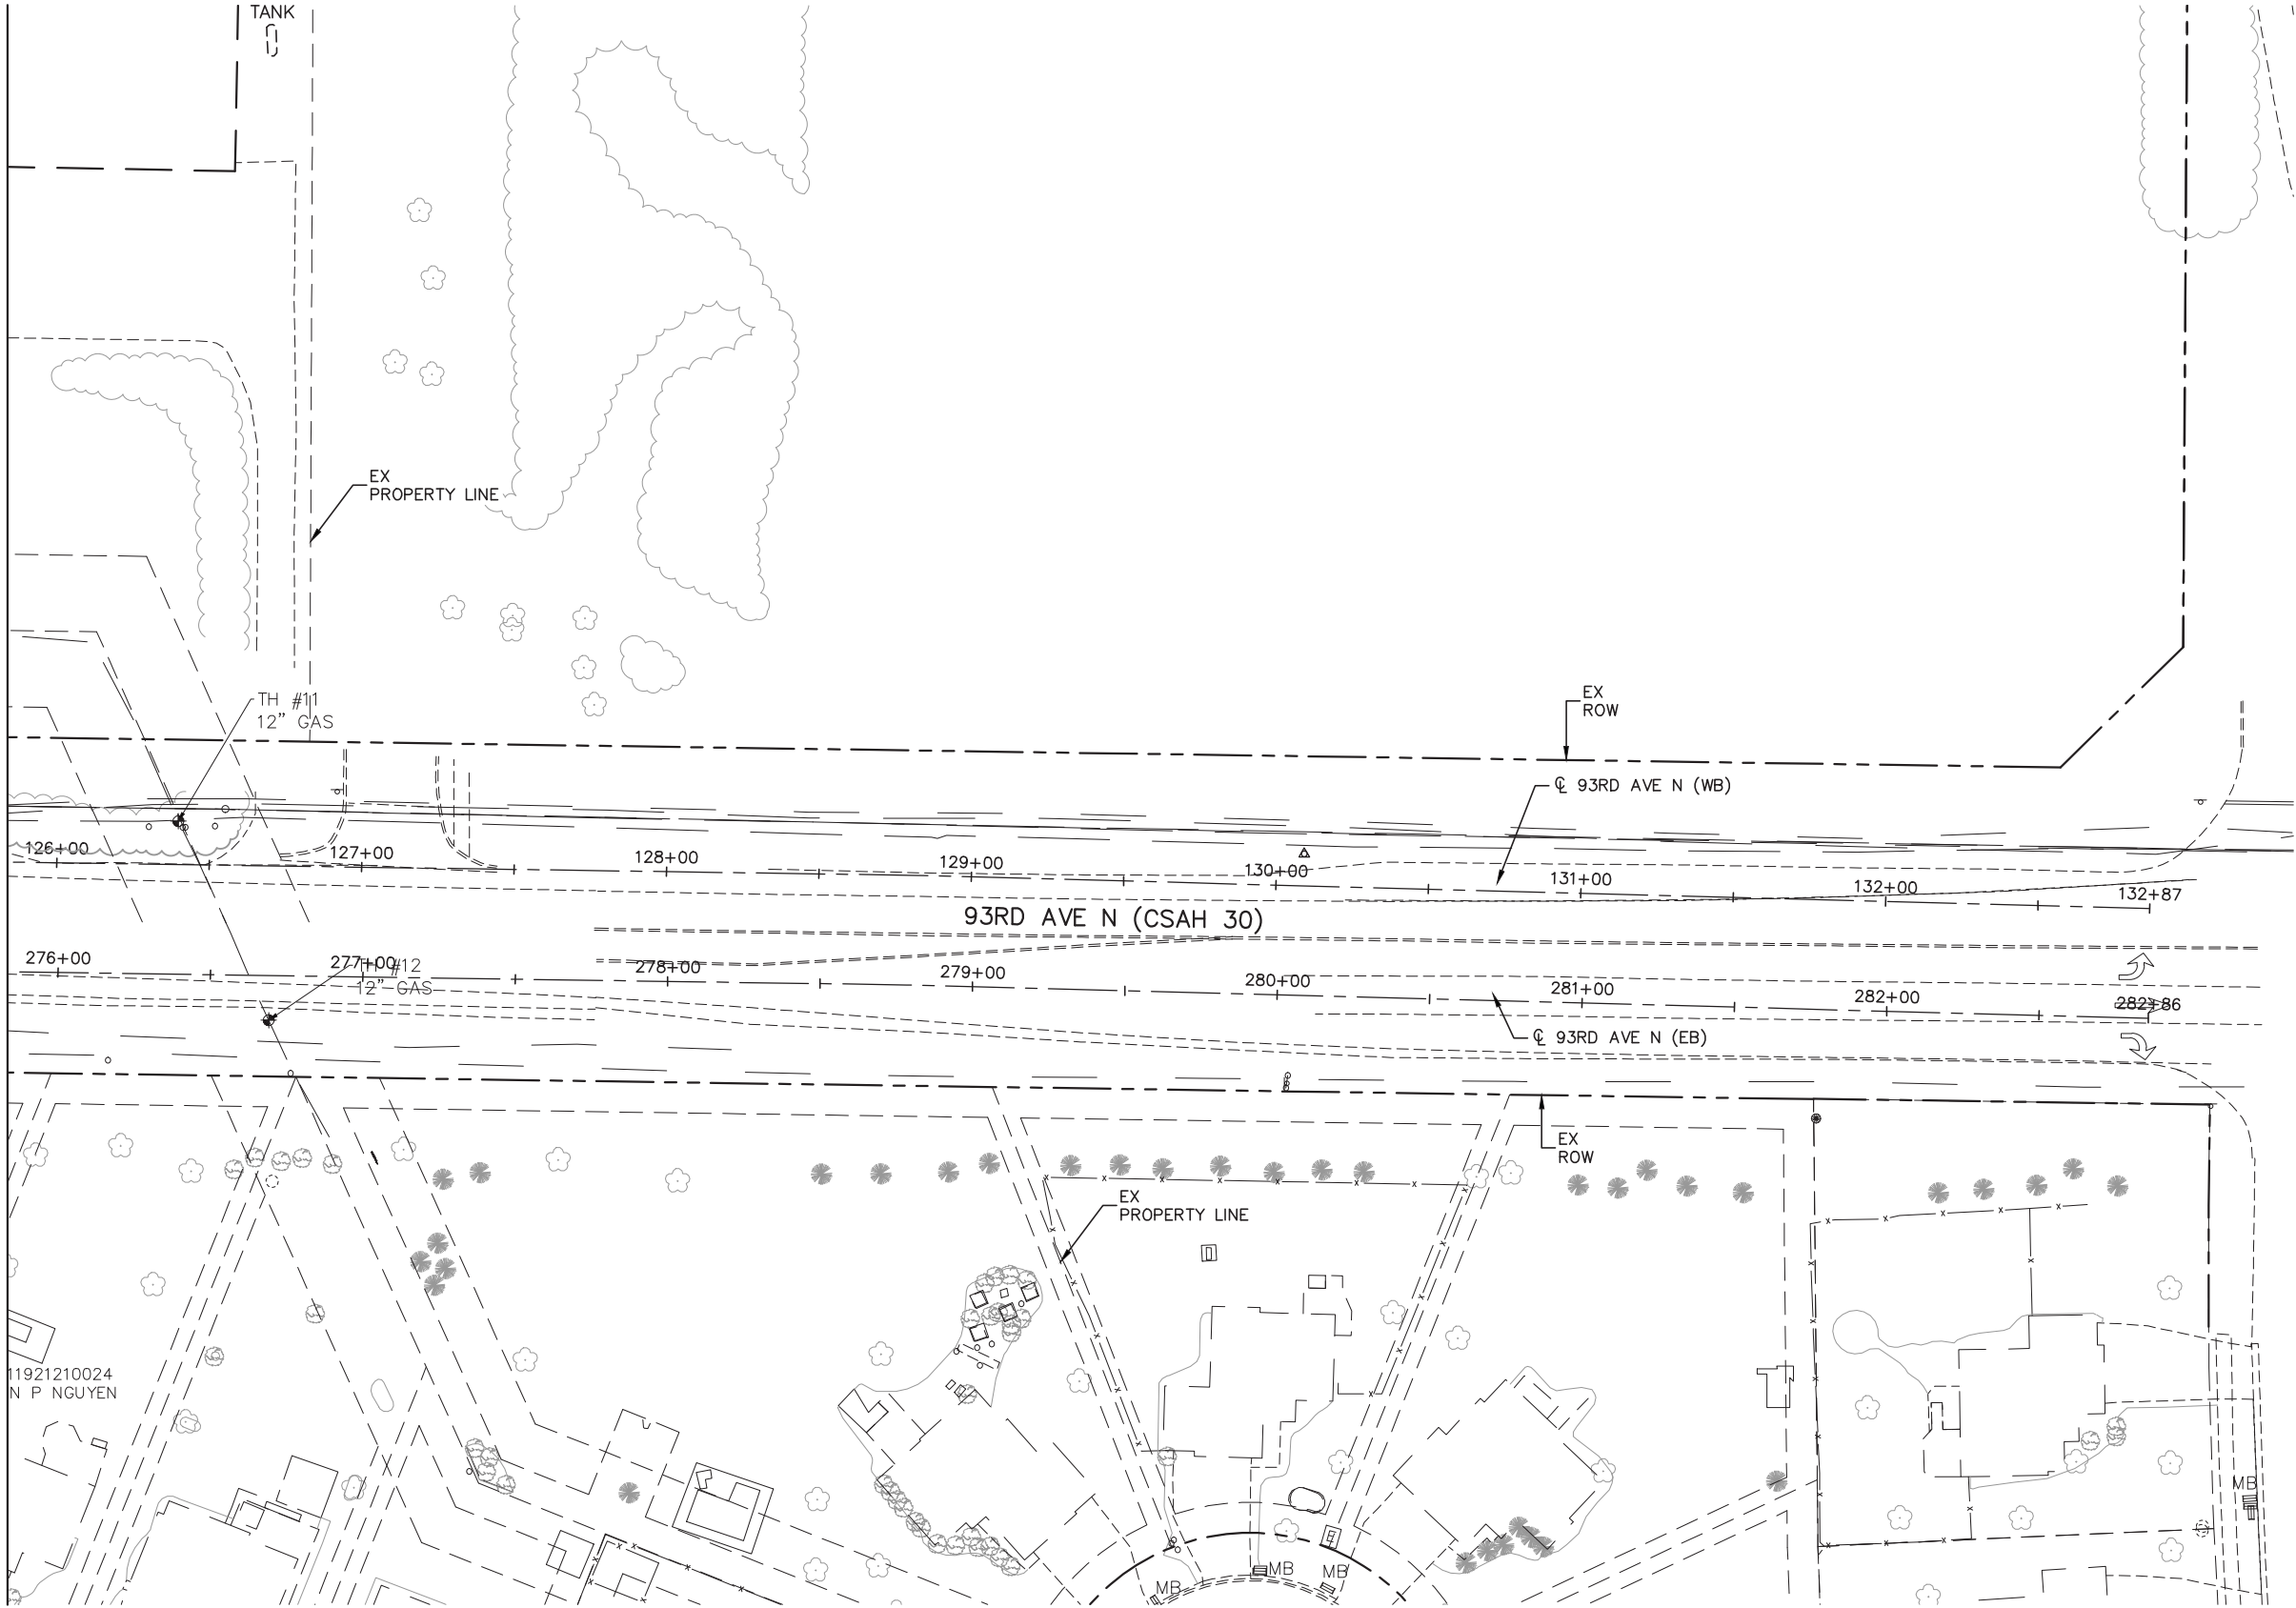 TANK
EX
PROPERTY LINE
TH #11
12" GAS
EX
ROW
℄ 93RD AVE N (WB)
126+00
127+00
128+00
129+00
130+00
131+00
132+00
132+87
93RD AVE N (CSAH 30)
276+00
277+00
TH #12
12" GAS
278+00
279+00
280+00
281+00
282+00
282+86
℄ 93RD AVE N (EB)
EX
ROW
EX
PROPERTY LINE
11921210024
N P NGUYEN
E
MB
MB
MB
MB